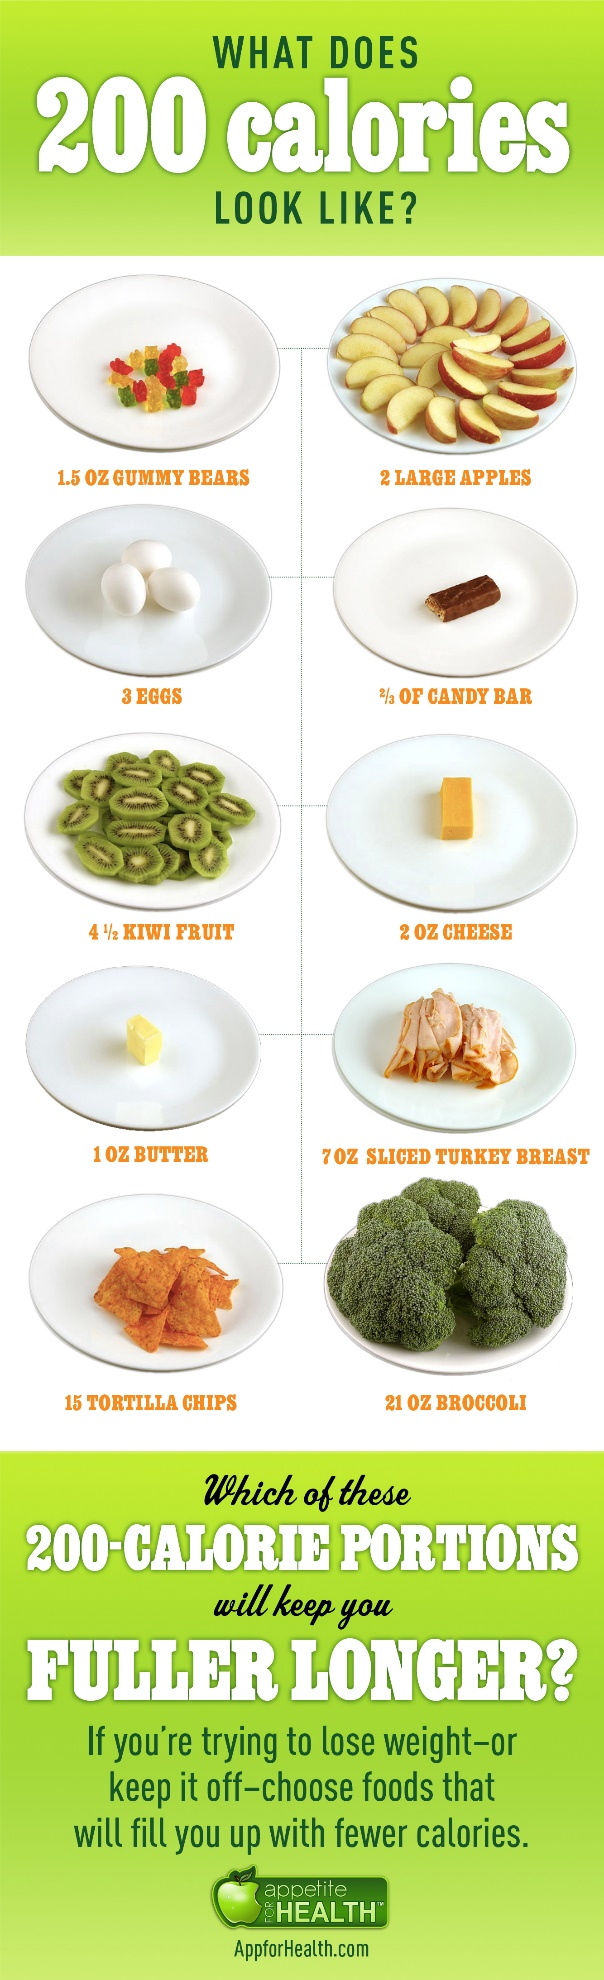 WHAT DOES
200 calories
LOOK LIKE?
1.5 OZ GUMMY BEARS
2 LARGE APPLES
3 EGGS
⅔ OF CANDY BAR
4 ½ KIWI FRUIT
2 OZ CHEESE
1 OZ BUTTER
7 OZ SLICED TURKEY BREAST
15 TORTILLA CHIPS
21 OZ BROCCOLI
Which of these
200-CALORIE PORTIONS
will keep you
FULLER LONGER?
If you're trying to lose weight–or
keep it off–choose foods that
will fill you up with fewer calories.
appetite
FOR HEALTH™
AppforHealth.com